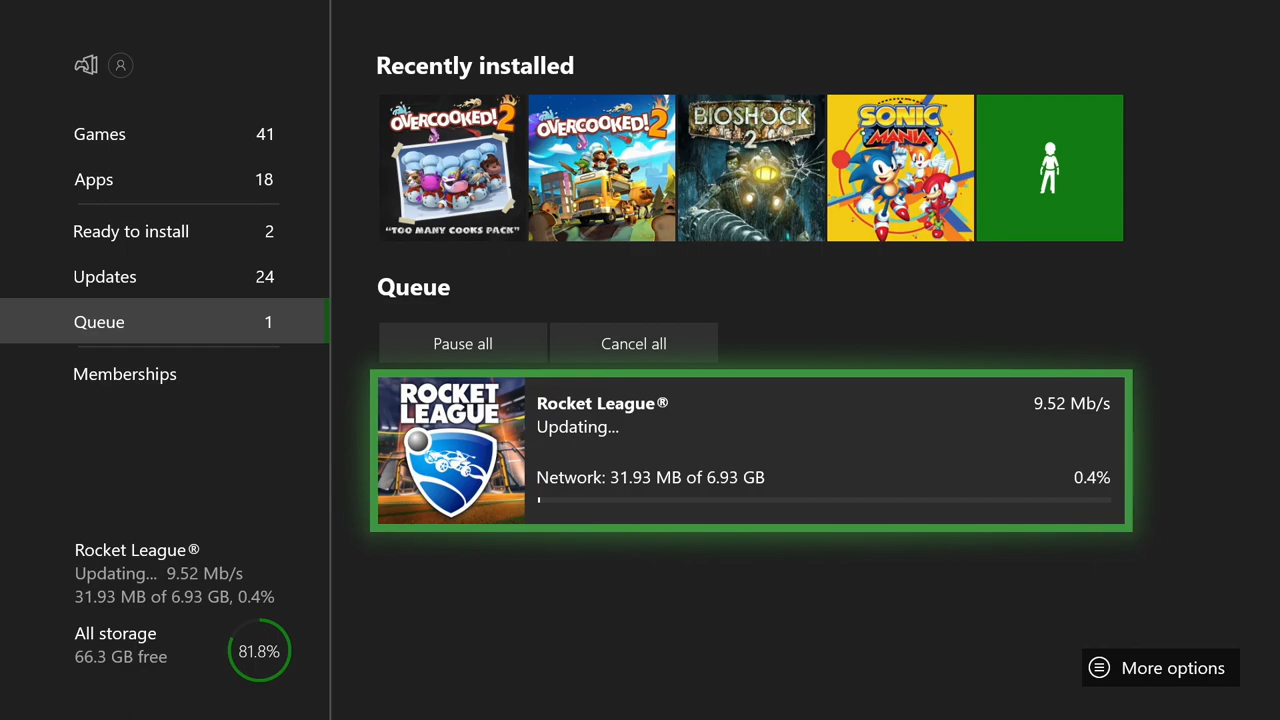 Games 41
Apps 18
Ready to install 2
Updates 24
Queue 1
Memberships
Rocket League®
Updating... 9.52 Mb/s
31.93 MB of 6.93 GB, 0.4%
All storage
66.3 GB free
81.8%
Recently installed
OVERCOOKED! 2
"TOO MANY COOKS PACK"
OVERCOOKED! 2
BIOSHOCK
2
SONIC
MANIA
Queue
Pause all
Cancel all
ROCKET
LEAGUE
Rocket League® 9.52 Mb/s
Updating...
Network: 31.93 MB of 6.93 GB 0.4%
More options